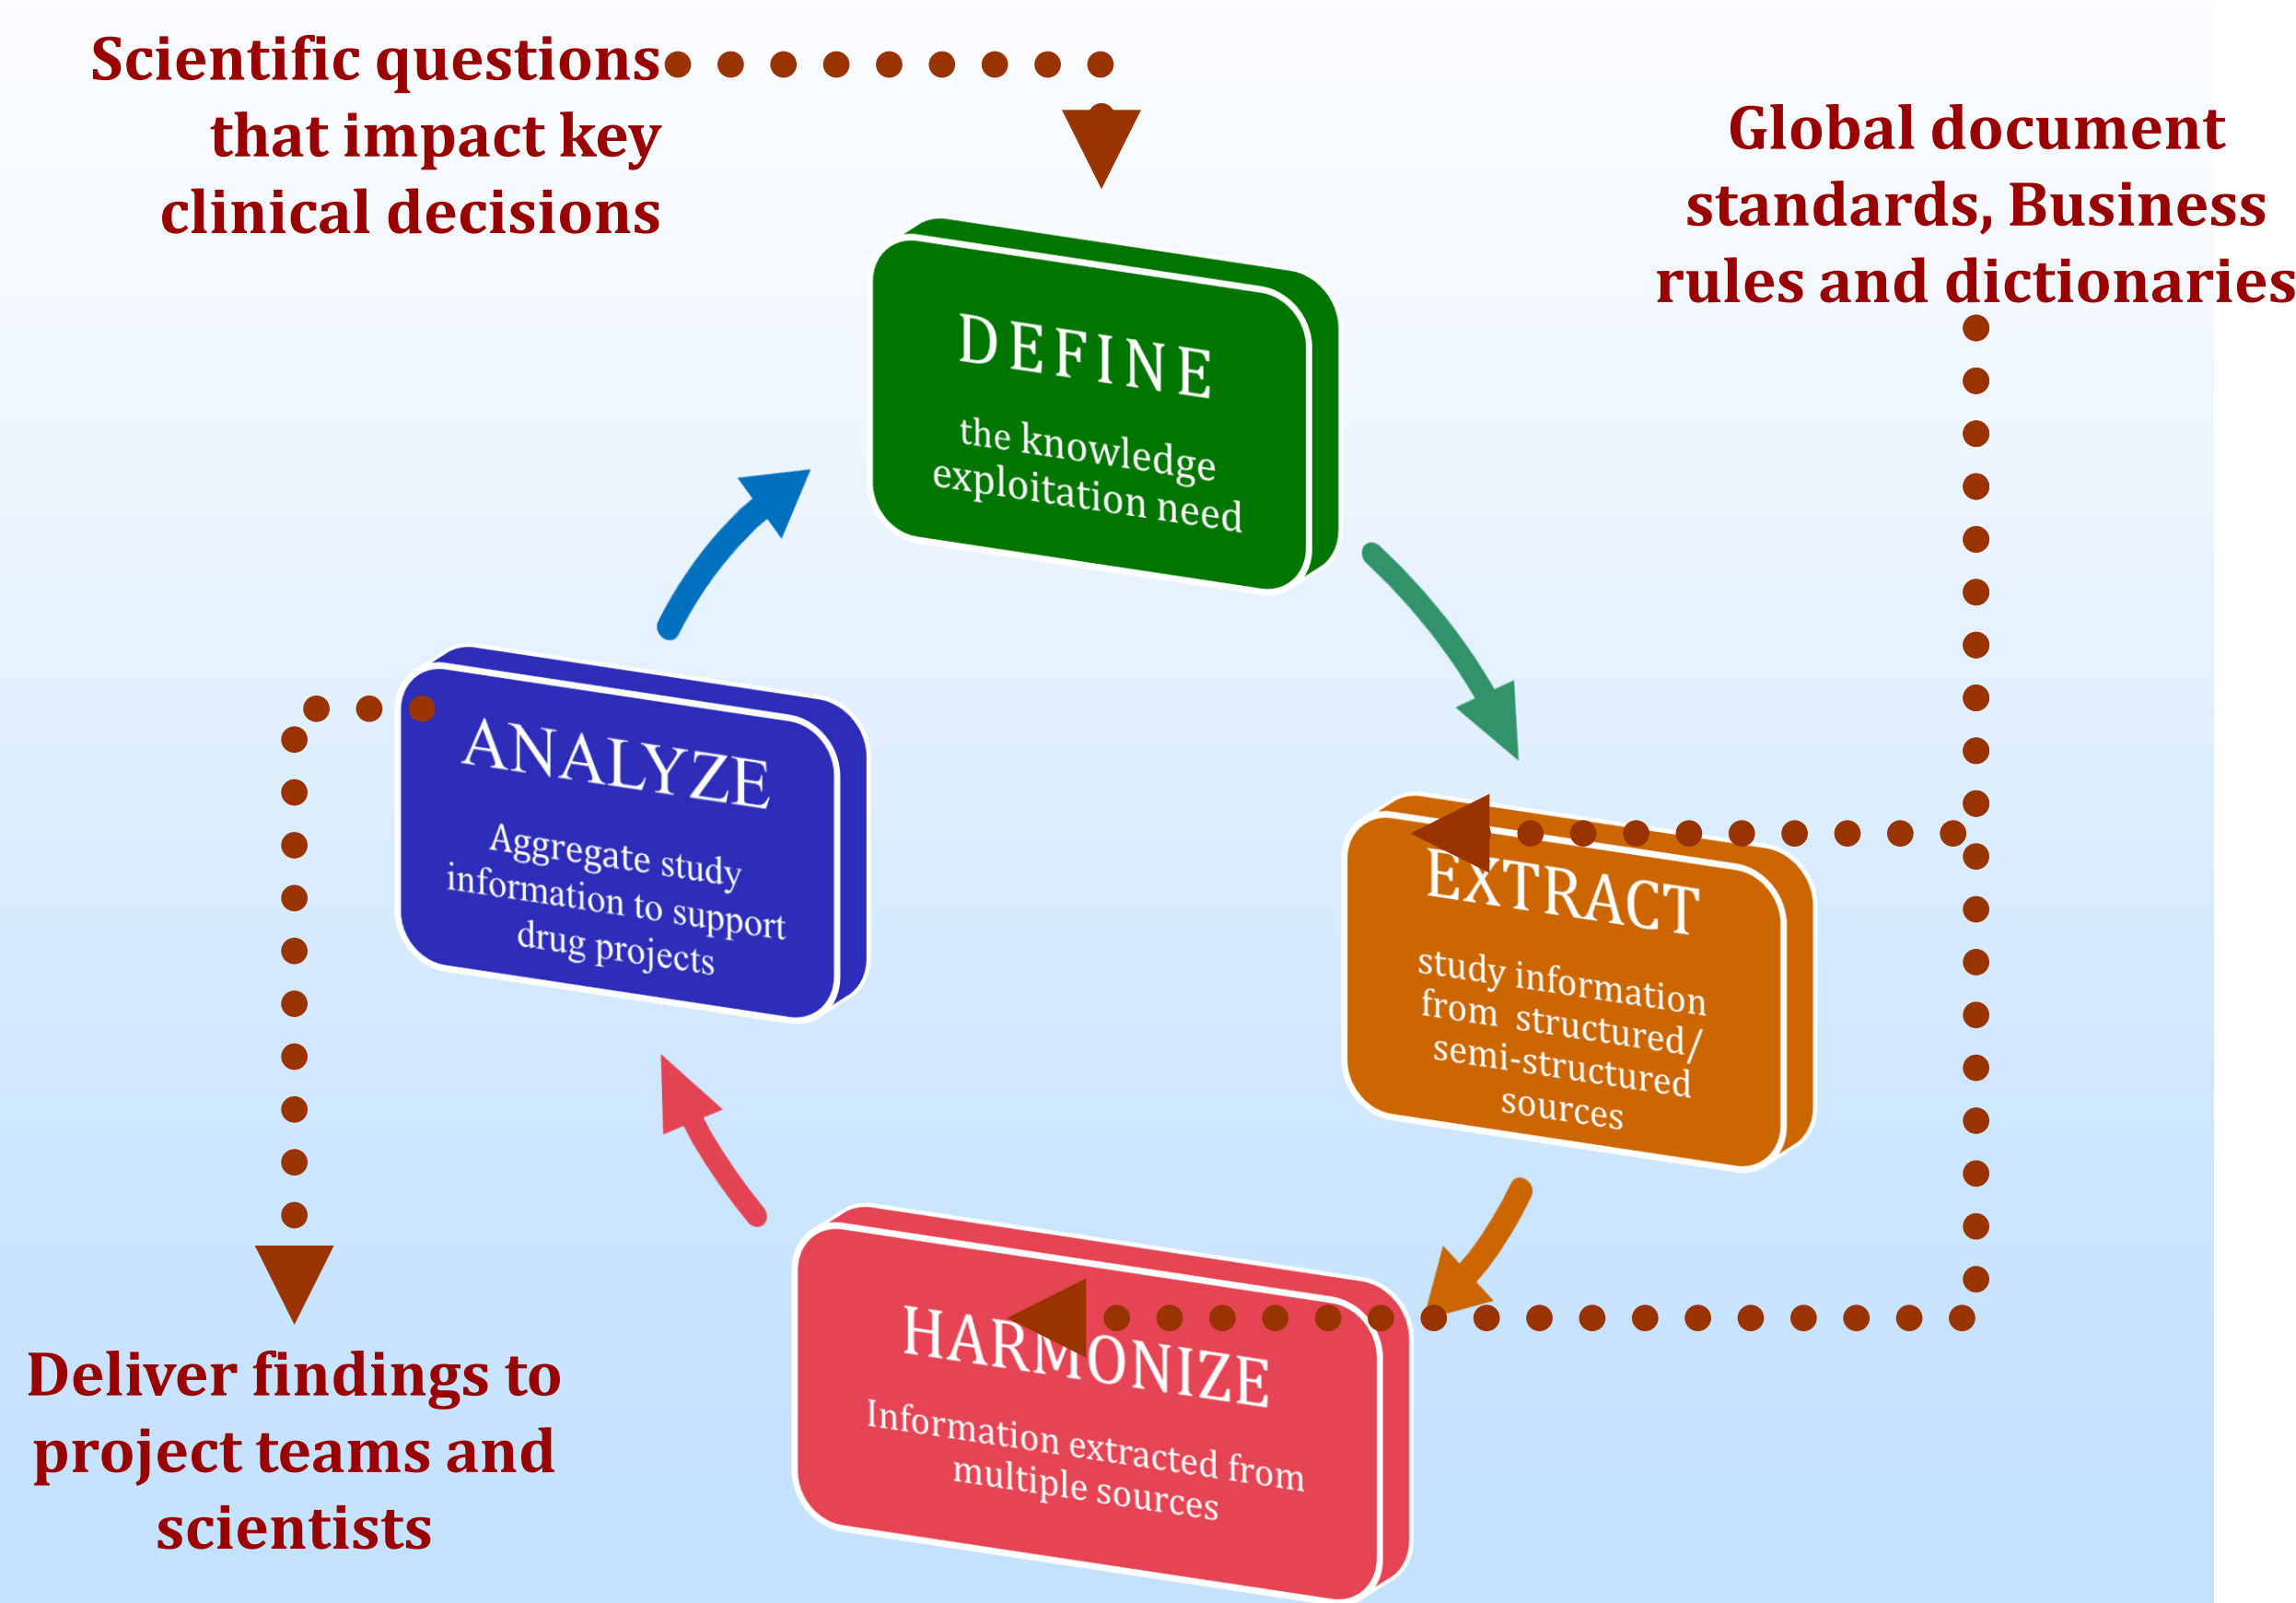 Scientific questions
that impact key
clinical decisions
Global document
standards, Business
rules and dictionaries
DEFINE
the knowledge
exploitation need
ANALYZE
Aggregate study
information to support
drug projects
EXTRACT
study information
from structured/
semi-structured
sources
HARMONIZE
Information extracted from
multiple sources
Deliver findings to
project teams and
scientists